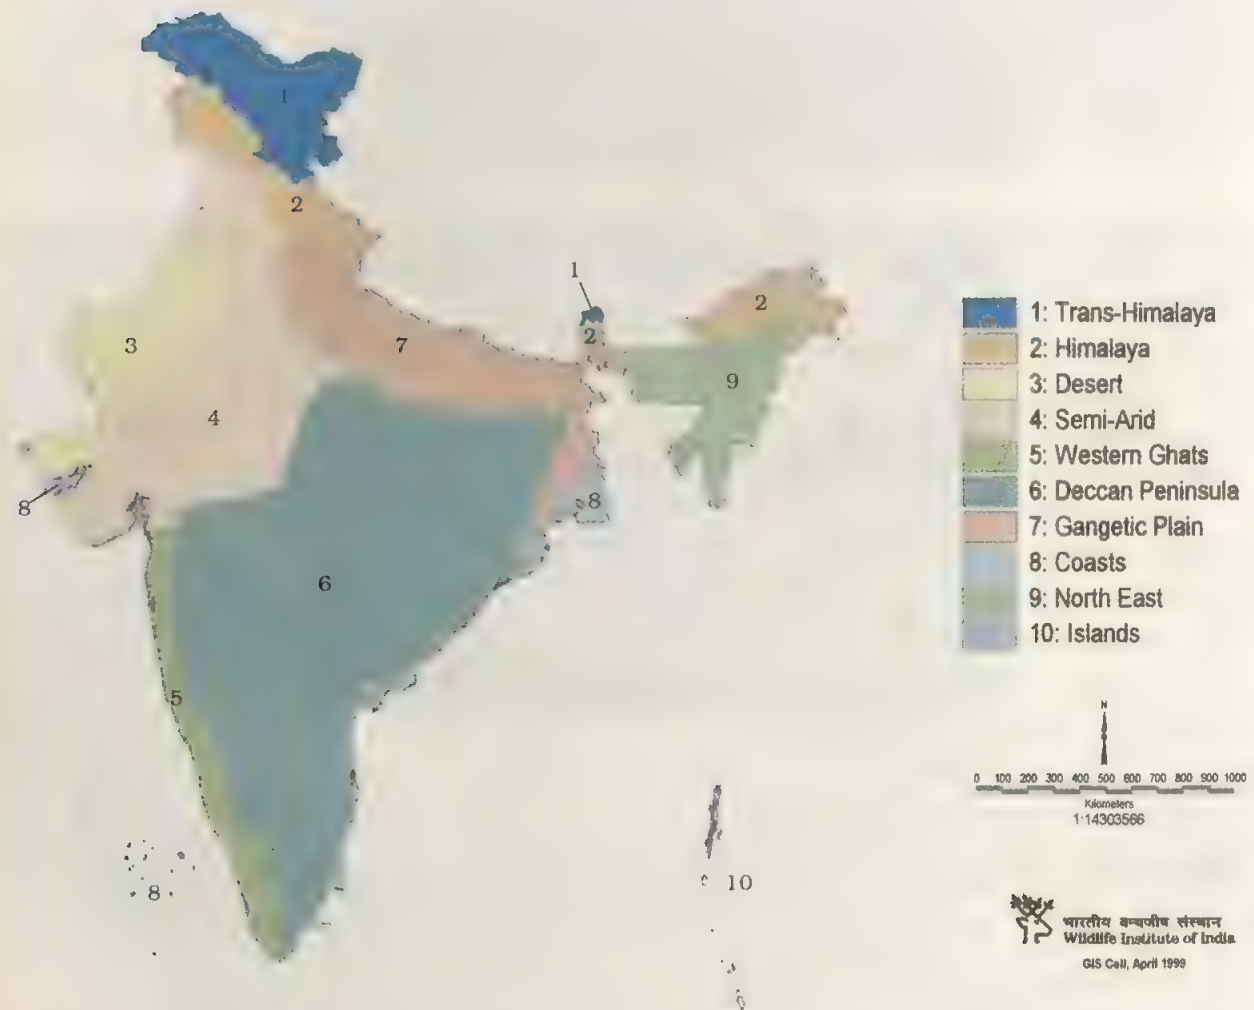 1
2
1
2
2
3
7
9
4
8
8
6
5
8
10
1: Trans-Himalaya
2: Himalaya
3: Desert
4: Semi-Arid
5: Western Ghats
6: Deccan Peninsula
7: Gangetic Plain
8: Coasts
9: North East
10: Islands
N
0 100 200 300 400 500 600 700 800 900 1000
Kilometers
1:14303566
भारतीय वन्यजीव संस्थान
Wildlife Institute of India
GIS Cell, April 1999